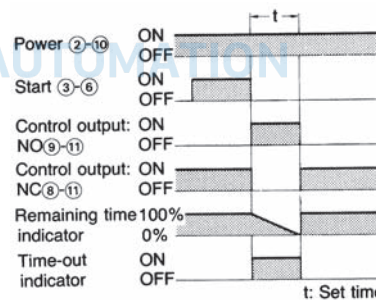 t
Power ②-⑩ ON
OFF
AUTOMATION
Start ③-⑥ ON
OFF
Control output: ON
NO⑨-⑪ OFF
Control output: ON
NC⑧-⑪ OFF
Remaining time 100%
indicator 0%
Time-out ON
indicator OFF
t: Set time